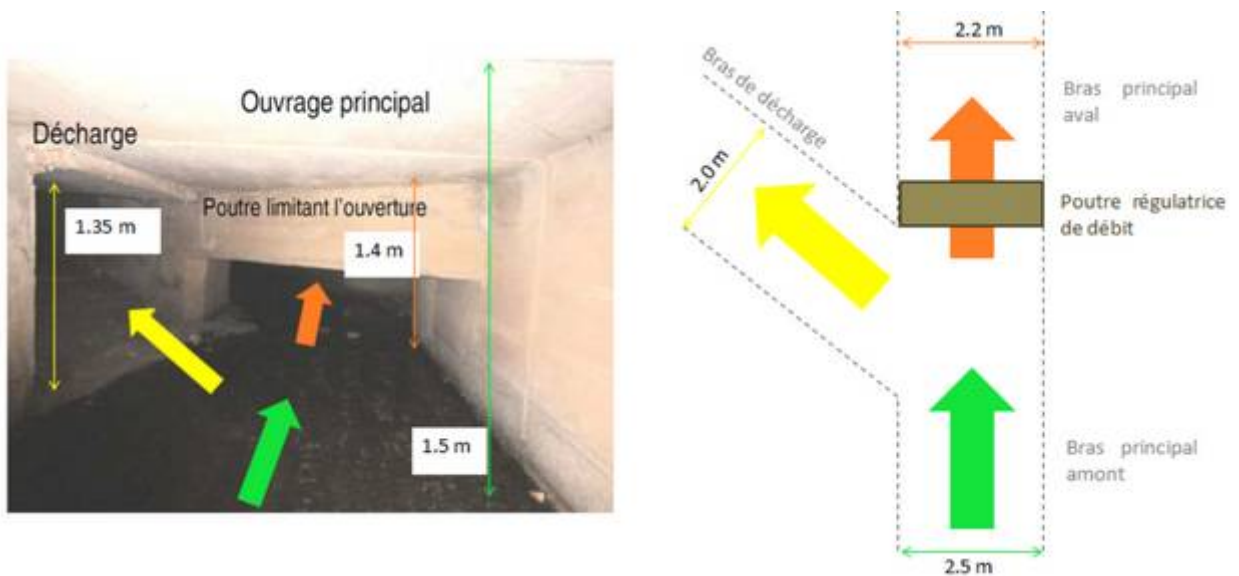 Ouvrage principal
Décharge
Poutre limitant l'ouverture
1.35 m
1.4 m
1.5 m
2.2 m
Bras de décharge
2.0 m
Bras principal
aval
Poutre régulatrice
de débit
Bras principal
amont
2.5 m